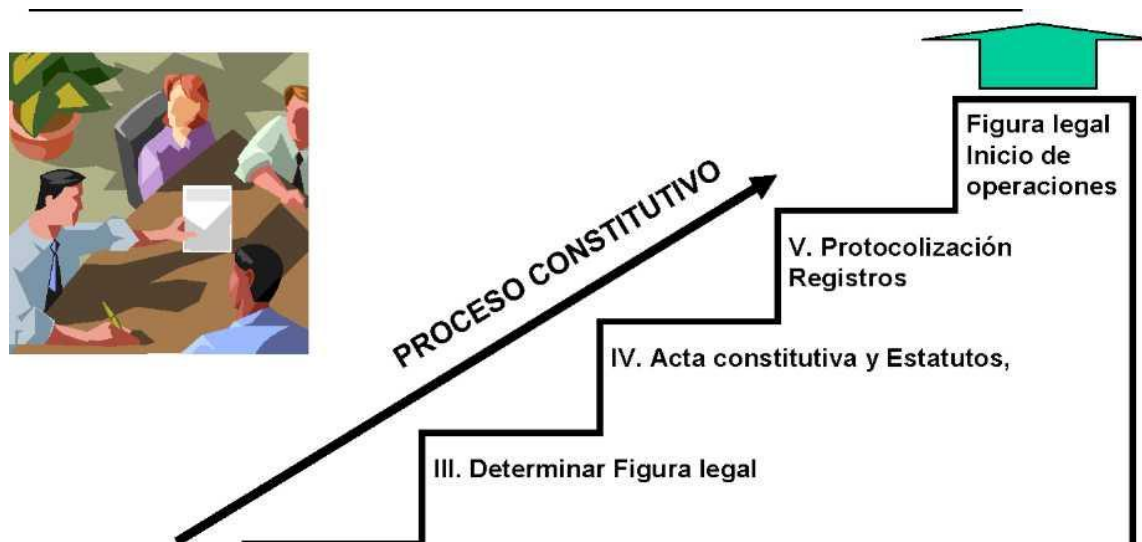 Figura legal
Inicio de
operaciones
PROCESO CONSTITUTIVO
V. Protocolización
Registros
IV. Acta constitutiva y Estatutos,
III. Determinar Figura legal